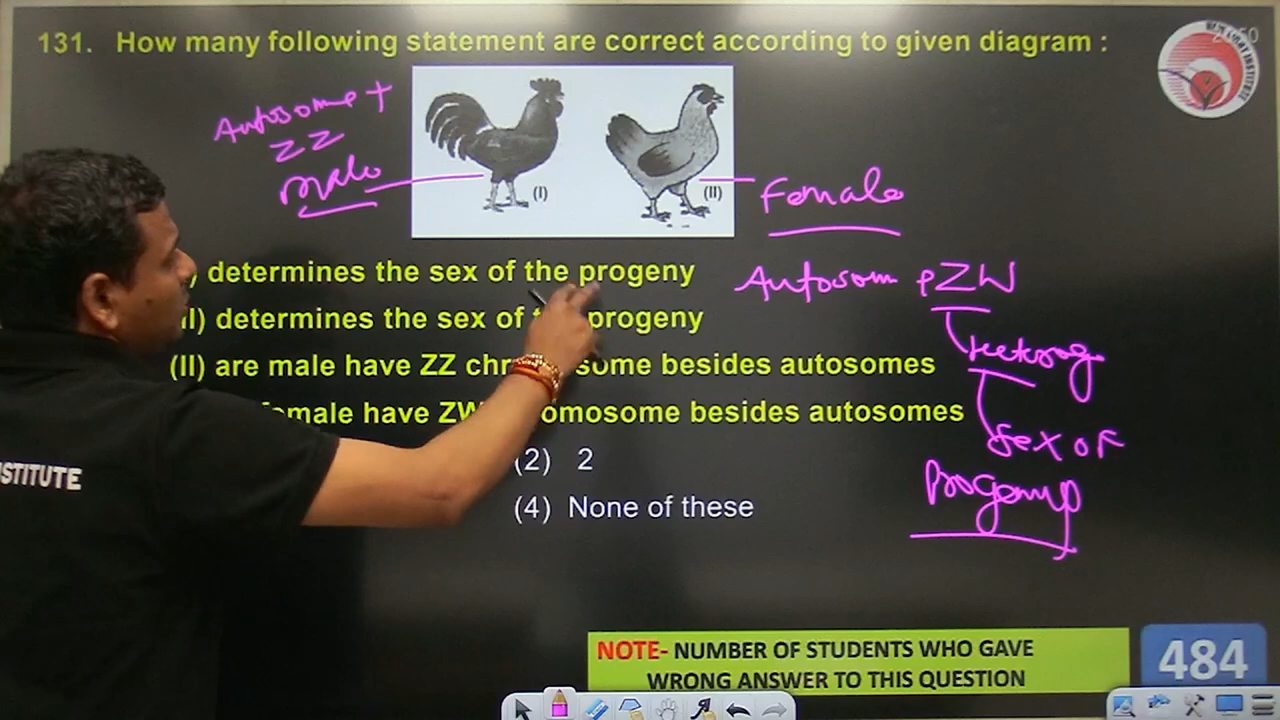 131. How many following statement are correct according to given diagram :
Autosome +
ZZ
male
(I)
(II)
Female
) determines the sex of the progeny
II) determines the sex of progeny
(II) are male have ZZ some besides autosomes
female have ZW omosome besides autosomes
(2) 2
(4) None of these
ZW
Sex of
STITUTE
NOTE- NUMBER OF STUDENTS WHO GAVE
WRONG ANSWER TO THIS QUESTION
484